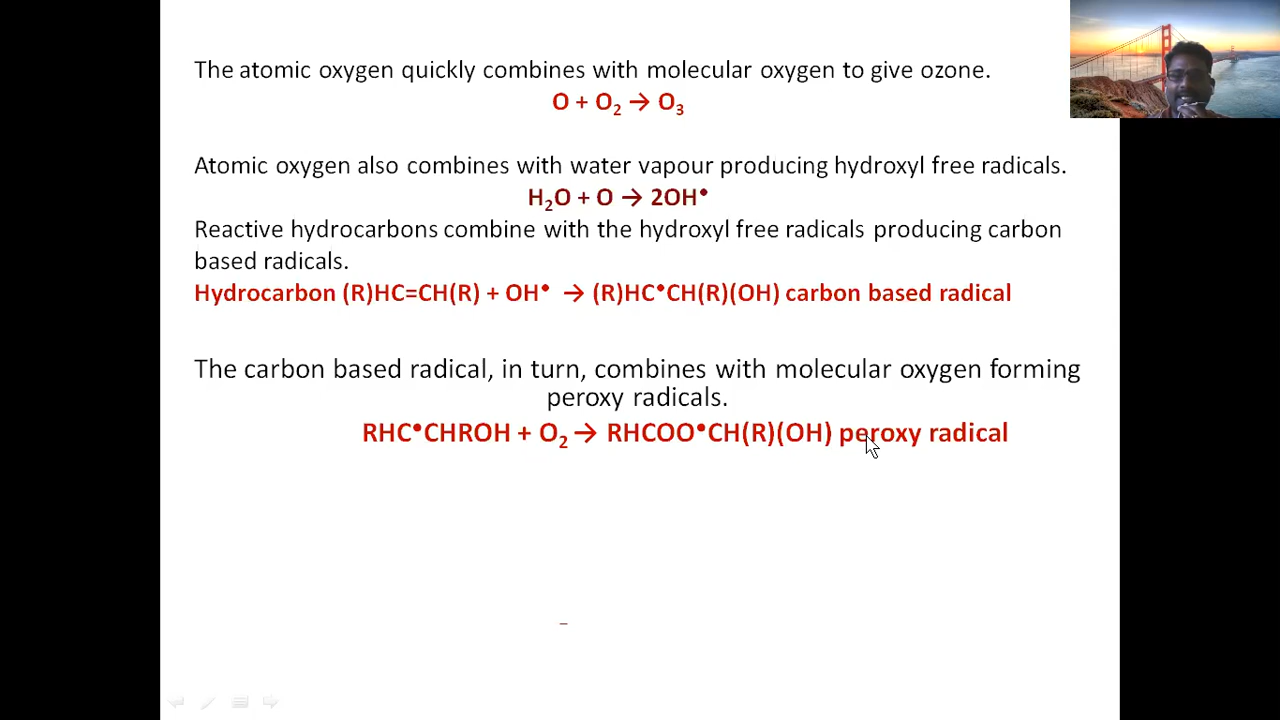 The atomic oxygen quickly combines with molecular oxygen to give ozone.
O + O₂ → O₃
Atomic oxygen also combines with water vapour producing hydroxyl free radicals.
H₂O + O → 2OH•
Reactive hydrocarbons combine with the hydroxyl free radicals producing carbon
based radicals.
Hydrocarbon (R)HC=CH(R) + OH• → (R)HC•CH(R)(OH) carbon based radical
The carbon based radical, in turn, combines with molecular oxygen forming
peroxy radicals.
RHC•CHROH + O₂ → RHCOO•CH(R)(OH) peroxy radical